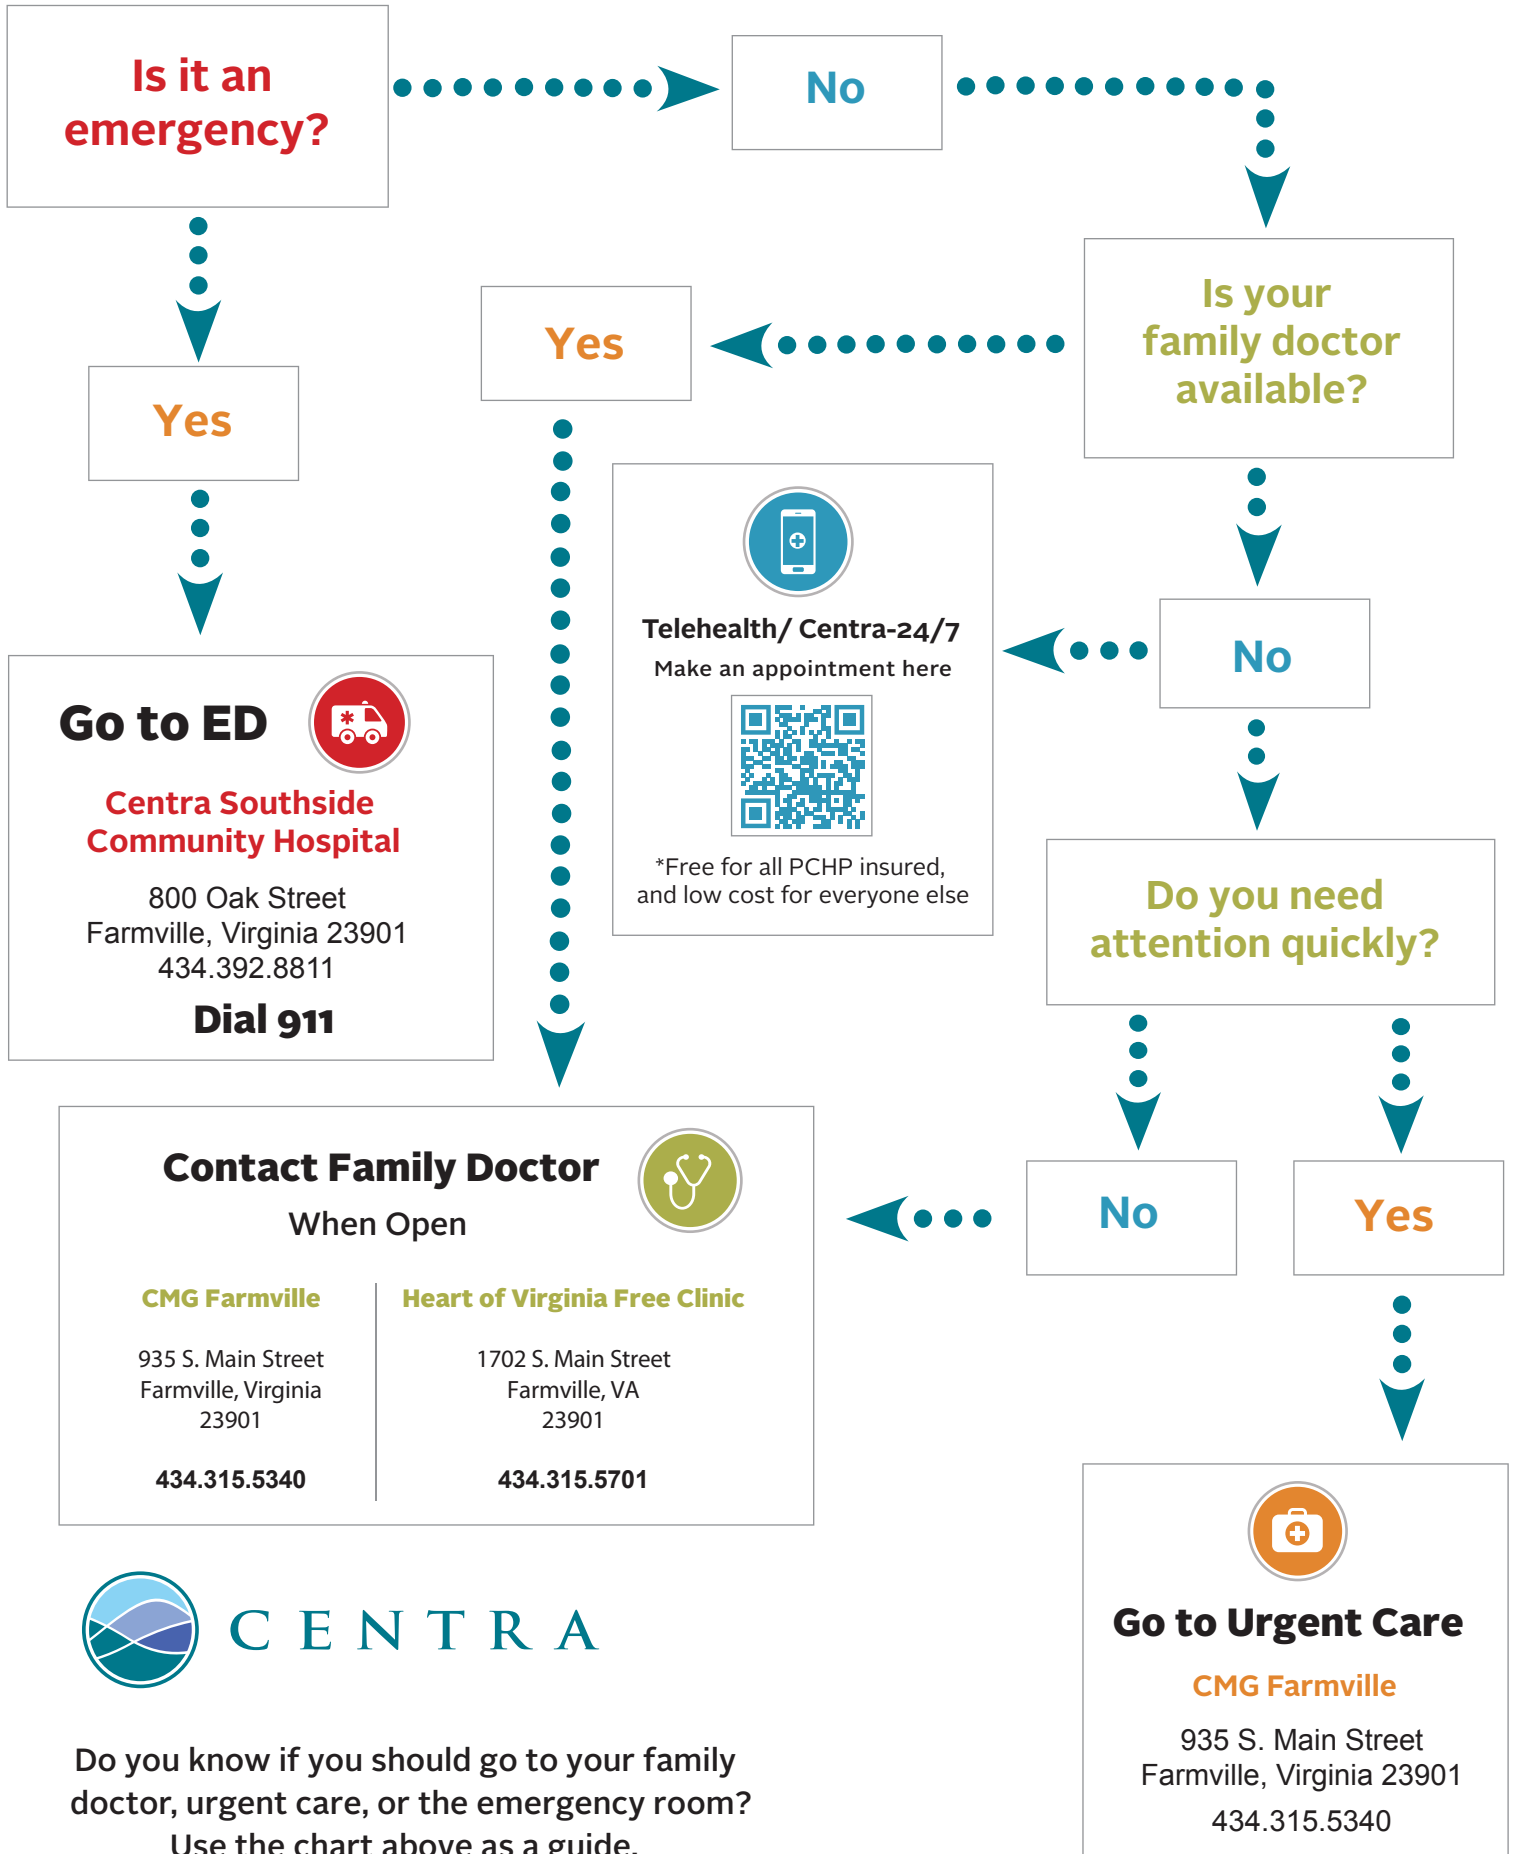 Is it an
emergency?
No
Is your
family doctor
available?
Yes
Yes
Telehealth/ Centra-24/7
Make an appointment here
*Free for all PCHP insured,
and low cost for everyone else
No
Go to ED
Centra Southside
Community Hospital
800 Oak Street
Farmville, Virginia 23901
434.392.8811
Dial 911
Do you need
attention quickly?
No
Yes
Contact Family Doctor
When Open
CMG Farmville
935 S. Main Street
Farmville, Virginia
23901
434.315.5340
Heart of Virginia Free Clinic
1702 S. Main Street
Farmville, VA
23901
434.315.5701
Go to Urgent Care
CMG Farmville
935 S. Main Street
Farmville, Virginia 23901
434.315.5340
CENTRA
Do you know if you should go to your family
doctor, urgent care, or the emergency room?
Use the chart above as a guide.